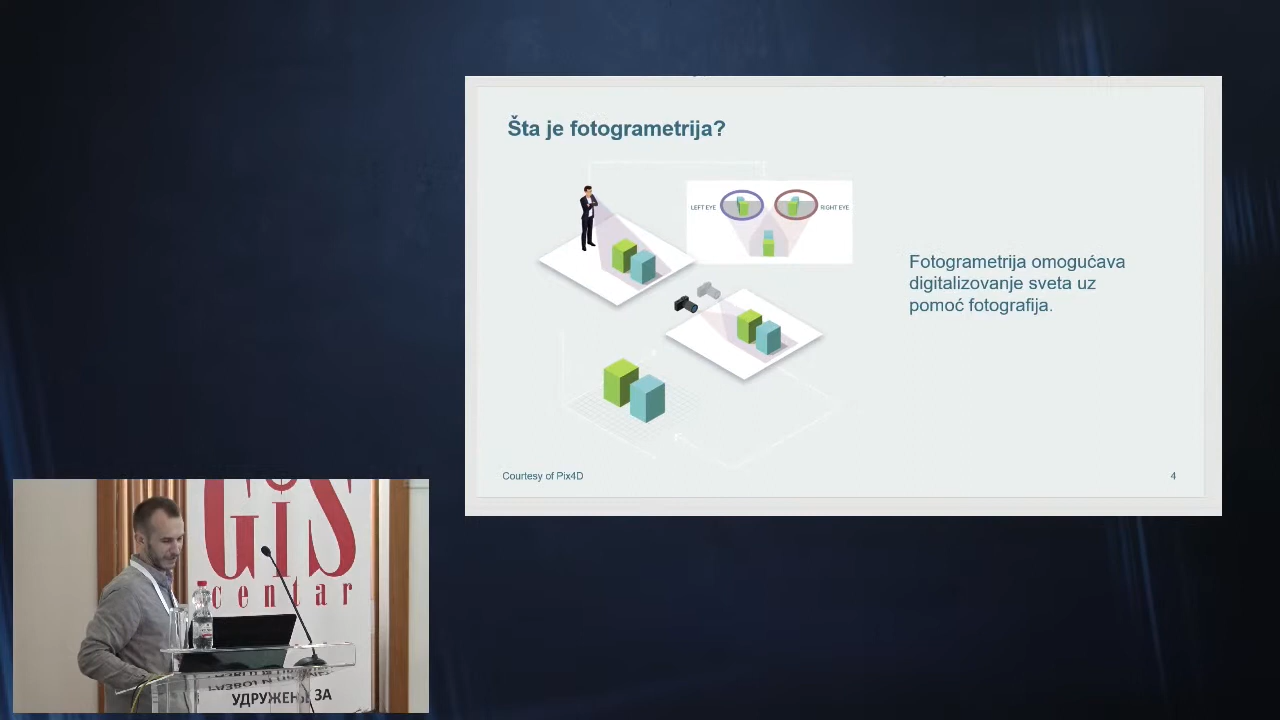 Šta je fotogrametrija?
LEFT EYE
RIGHT EYE
Fotogrametrija omogućava
digitalizovanje sveta uz
pomoć fotografija.
Courtesy of Pix4D
4
GiS
centar
УДРУЖЕЊЕ ЗА